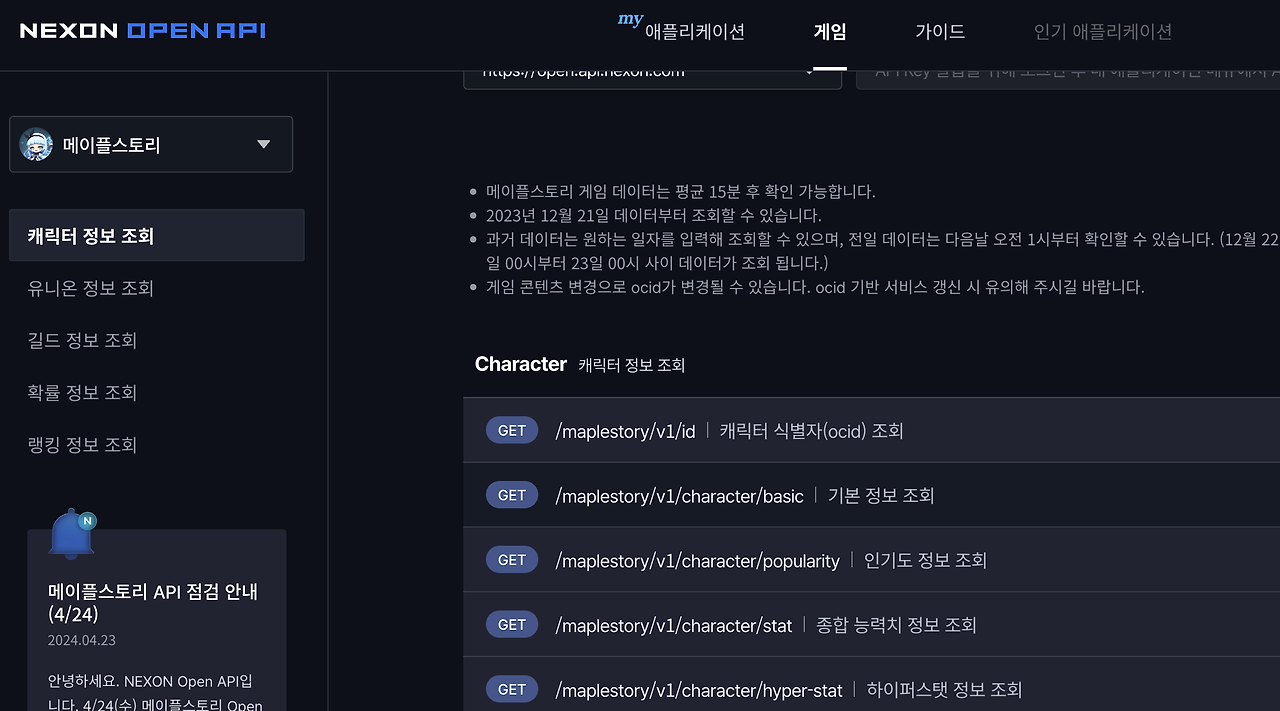 NEXON OPEN API
my 애플리케이션 게임 가이드 인기 애플리케이션
https://open.api.nexon.com
메이플스토리
캐릭터 정보 조회
유니온 정보 조회
길드 정보 조회
확률 정보 조회
랭킹 정보 조회
N
메이플스토리 API 점검 안내
(4/24)
2024.04.23
안녕하세요. NEXON Open API입
니다. 4/24(수) 메이플스토리 Open
메이플스토리 게임 데이터는 평균 15분 후 확인 가능합니다.
2023년 12월 21일 데이터부터 조회할 수 있습니다.
과거 데이터는 원하는 일자를 입력해 조회할 수 있으며, 전일 데이터는 다음날 오전 1시부터 확인할 수 있습니다. (12월 22
일 00시부터 23일 00시 사이 데이터가 조회 됩니다.)
게임 콘텐츠 변경으로 ocid가 변경될 수 있습니다. ocid 기반 서비스 갱신 시 유의해 주시길 바랍니다.
Character 캐릭터 정보 조회
GET /maplestory/v1/id | 캐릭터 식별자(ocid) 조회
GET /maplestory/v1/character/basic | 기본 정보 조회
GET /maplestory/v1/character/popularity | 인기도 정보 조회
GET /maplestory/v1/character/stat | 종합 능력치 정보 조회
GET /maplestory/v1/character/hyper-stat | 하이퍼스탯 정보 조회